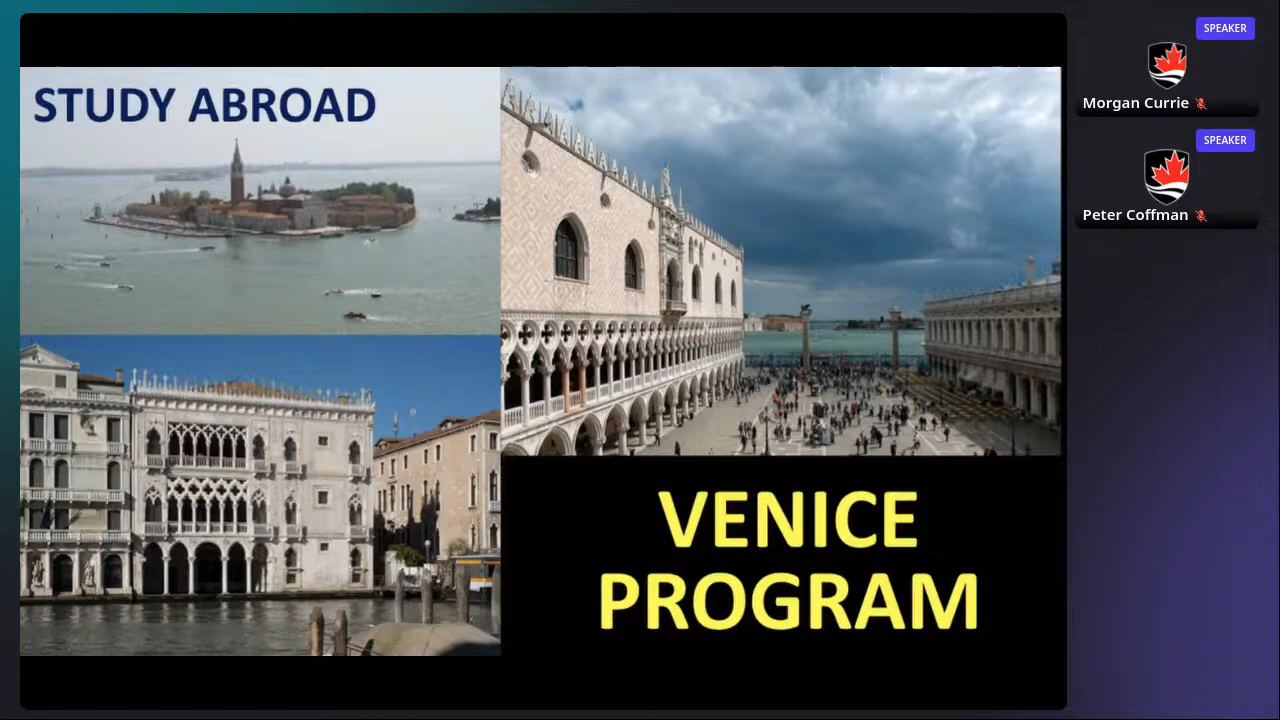 STUDY ABROAD
VENICE
PROGRAM
SPEAKER
Morgan Currie
SPEAKER
Peter Coffman